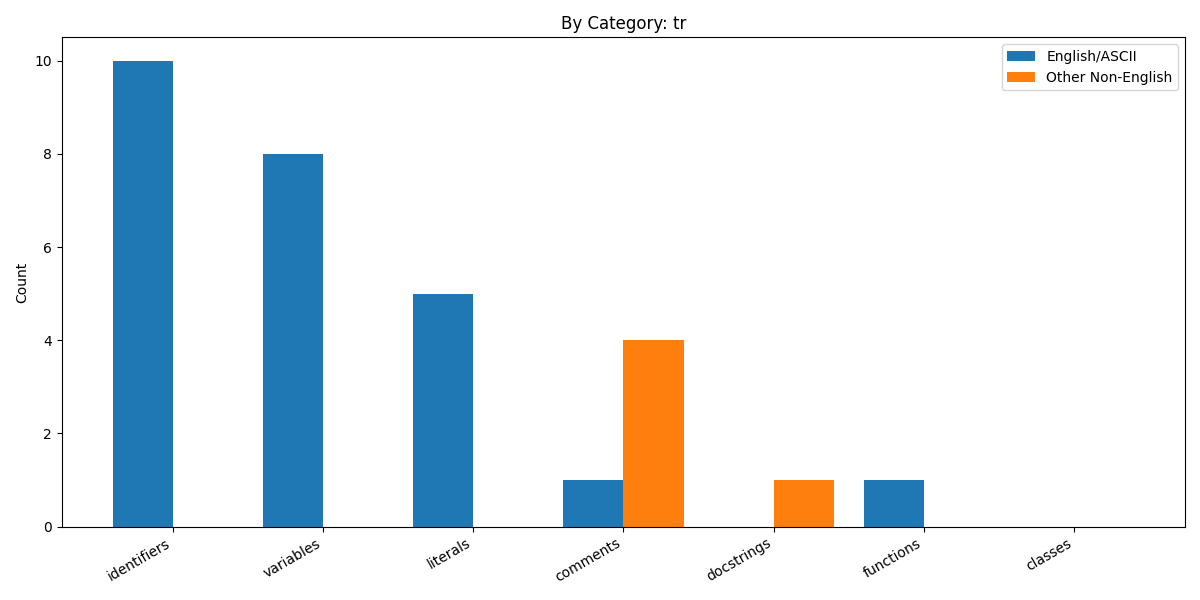 By Category: tr
English/ASCII
Other Non-English
Count
10
8
6
4
2
0
identifiers
variables
literals
comments
docstrings
functions
classes